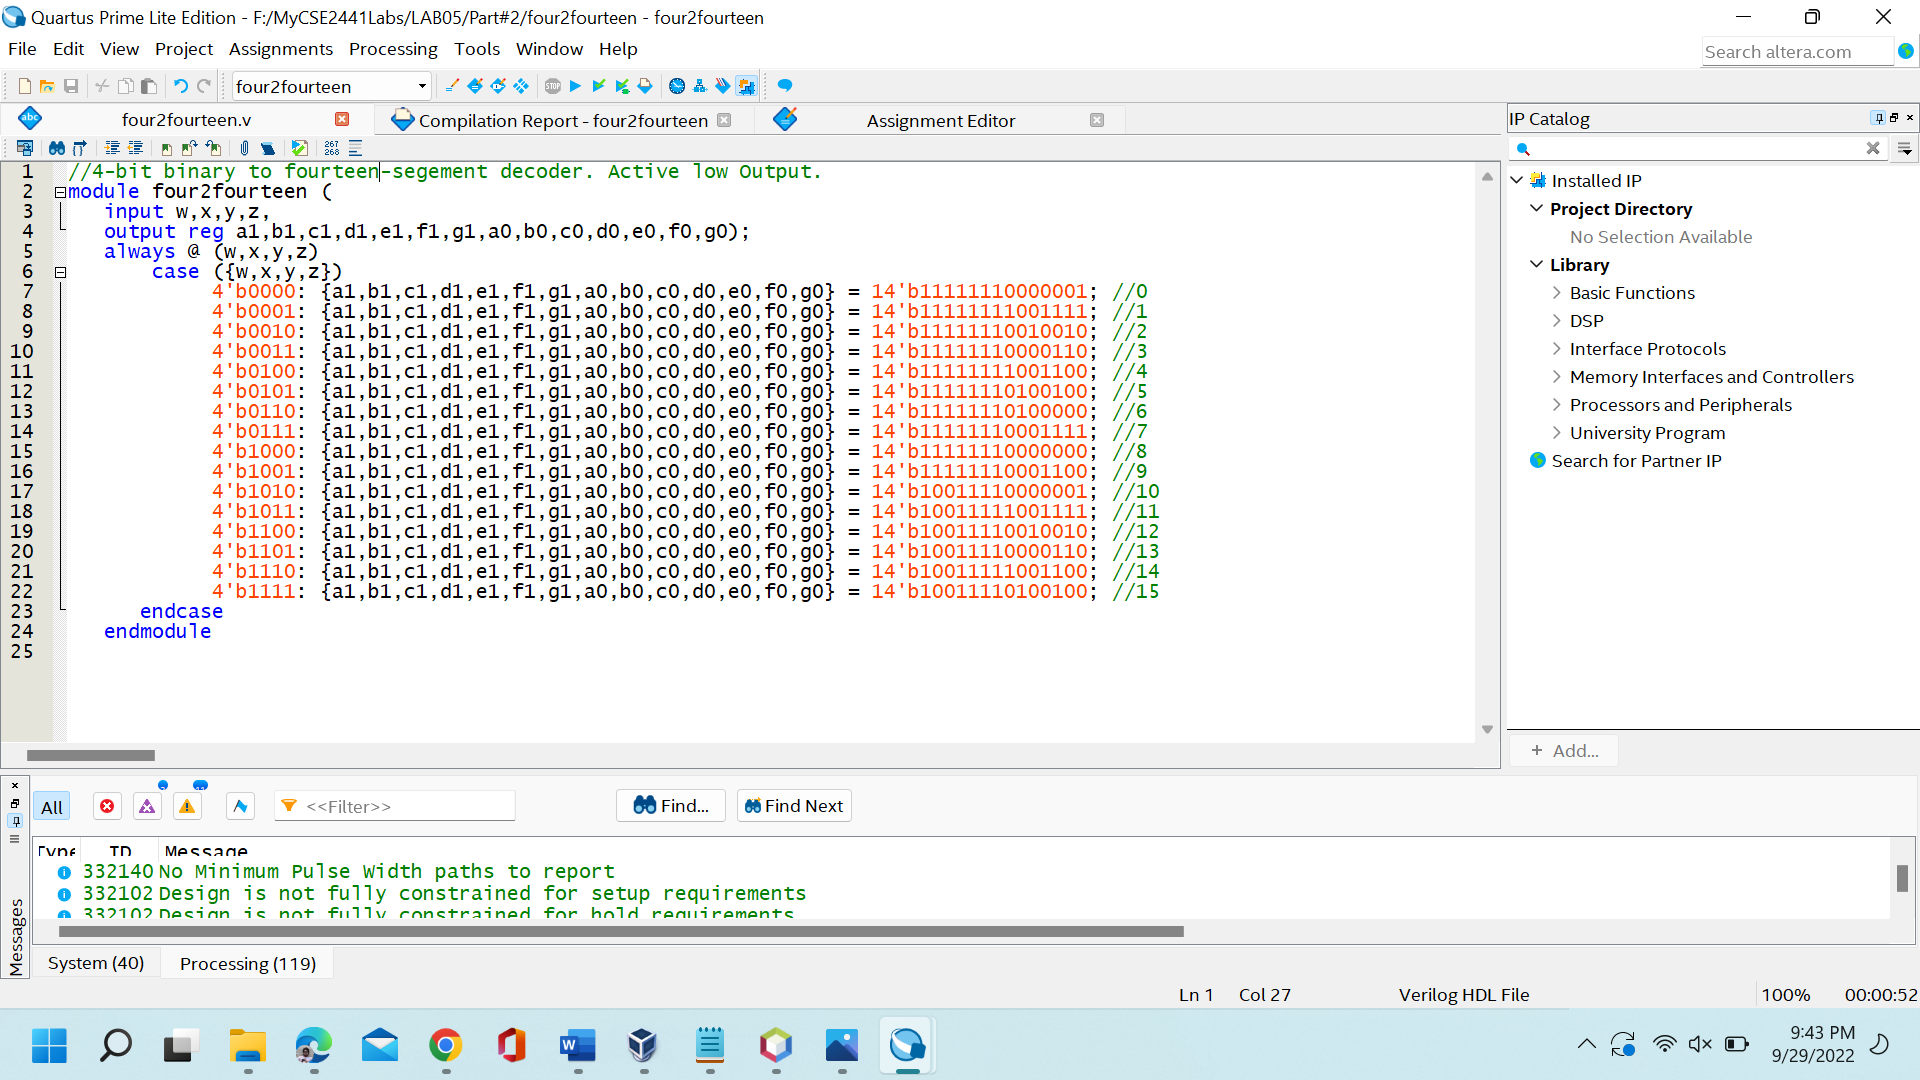 Quartus Prime Lite Edition - F:/MyCSE2441Labs/LAB05/Part#2/four2fourteen - four2fourteen
File Edit View Project Assignments Processing Tools Window Help
Search altera.com
four2fourteen
STOP
abc four2fourteen.v Compilation Report - four2fourteen Assignment Editor
267
268
1 //4-bit binary to fourteen-segement decoder. Active low Output.
2 module four2fourteen (
3 input w,x,y,z,
4 output reg a1,b1,c1,d1,e1,f1,g1,a0,b0,c0,d0,e0,f0,g0);
5 always @ (w,x,y,z)
6 case ({w,x,y,z})
7 4'b0000: {a1,b1,c1,d1,e1,f1,g1,a0,b0,c0,d0,e0,f0,g0} = 14'b11111110000001; //0
8 4'b0001: {a1,b1,c1,d1,e1,f1,g1,a0,b0,c0,d0,e0,f0,g0} = 14'b11111111001111; //1
9 4'b0010: {a1,b1,c1,d1,e1,f1,g1,a0,b0,c0,d0,e0,f0,g0} = 14'b11111110010010; //2
10 4'b0011: {a1,b1,c1,d1,e1,f1,g1,a0,b0,c0,d0,e0,f0,g0} = 14'b11111110000110; //3
11 4'b0100: {a1,b1,c1,d1,e1,f1,g1,a0,b0,c0,d0,e0,f0,g0} = 14'b11111111001100; //4
12 4'b0101: {a1,b1,c1,d1,e1,f1,g1,a0,b0,c0,d0,e0,f0,g0} = 14'b11111110100100; //5
13 4'b0110: {a1,b1,c1,d1,e1,f1,g1,a0,b0,c0,d0,e0,f0,g0} = 14'b11111110100000; //6
14 4'b0111: {a1,b1,c1,d1,e1,f1,g1,a0,b0,c0,d0,e0,f0,g0} = 14'b11111110001111; //7
15 4'b1000: {a1,b1,c1,d1,e1,f1,g1,a0,b0,c0,d0,e0,f0,g0} = 14'b11111110000000; //8
16 4'b1001: {a1,b1,c1,d1,e1,f1,g1,a0,b0,c0,d0,e0,f0,g0} = 14'b11111110001100; //9
17 4'b1010: {a1,b1,c1,d1,e1,f1,g1,a0,b0,c0,d0,e0,f0,g0} = 14'b10011110000001; //10
18 4'b1011: {a1,b1,c1,d1,e1,f1,g1,a0,b0,c0,d0,e0,f0,g0} = 14'b10011111001111; //11
19 4'b1100: {a1,b1,c1,d1,e1,f1,g1,a0,b0,c0,d0,e0,f0,g0} = 14'b10011110010010; //12
20 4'b1101: {a1,b1,c1,d1,e1,f1,g1,a0,b0,c0,d0,e0,f0,g0} = 14'b10011110000110; //13
21 4'b1110: {a1,b1,c1,d1,e1,f1,g1,a0,b0,c0,d0,e0,f0,g0} = 14'b10011111001100; //14
22 4'b1111: {a1,b1,c1,d1,e1,f1,g1,a0,b0,c0,d0,e0,f0,g0} = 14'b10011110100100; //15
23 endcase
24 endmodule
25
IP Catalog
Installed IP
Project Directory
No Selection Available
Library
Basic Functions
DSP
Interface Protocols
Memory Interfaces and Controllers
Processors and Peripherals
University Program
Search for Partner IP
+ Add...
All <<Filter>> Find... Find Next
Type ID Message
332140 No Minimum Pulse Width paths to report
332102 Design is not fully constrained for setup requirements
332102 Design is not fully constrained for hold requirements
Messages
System (40) Processing (119)
Ln 1 Col 27 Verilog HDL File 100% 00:00:52
9:43 PM
9/29/2022